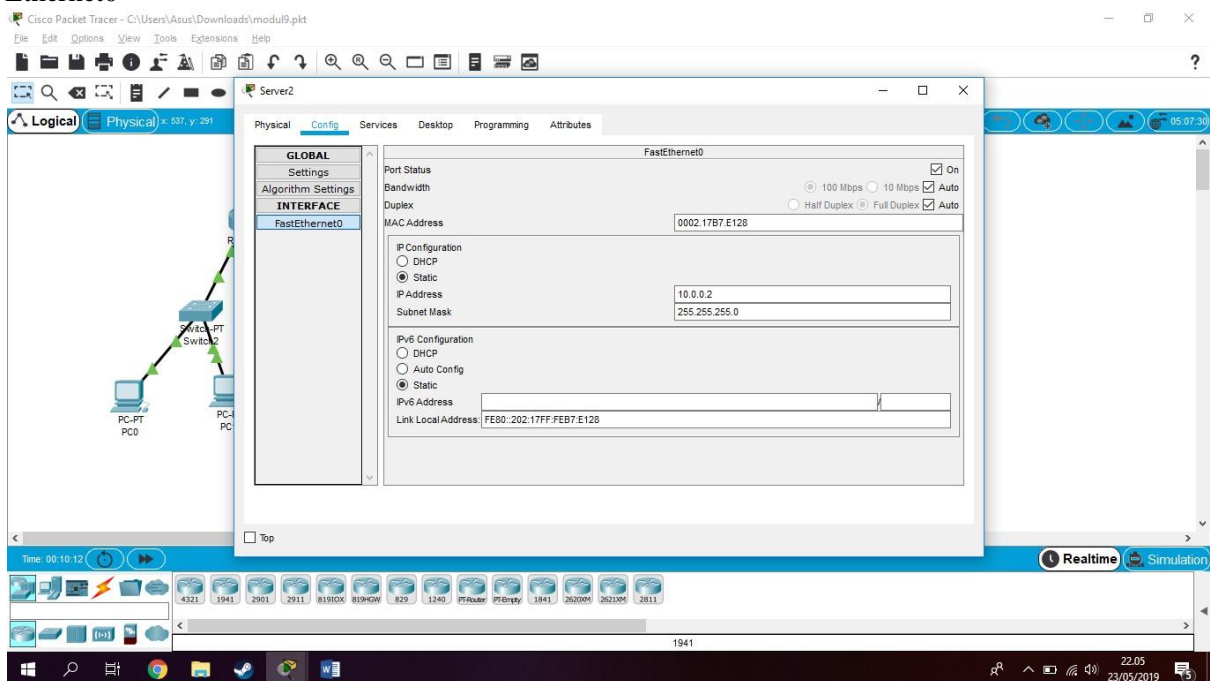 Ethernet0
Cisco Packet Tracer - C:\Users\Asus\Downloads\modul9.pkt
File Edit Options View Tools Extensions Help
?
Server2
Logical Physical x: 537, y: 291 05:07:30
Physical Config Services Desktop Programming Attributes
GLOBAL
Settings
Algorithm Settings
INTERFACE
FastEthernet0
FastEthernet0
Port Status On
Bandwidth 100 Mbps 10 Mbps Auto
Duplex Half Duplex Full Duplex Auto
MAC Address 0002.17B7.E128
IP Configuration
DHCP
Static
IP Address 10.0.0.2
Subnet Mask 255.255.255.0
IPv6 Configuration
DHCP
Auto Config
Static
IPv6 Address /
Link Local Address: FE80::202:17FF:FEB7:E128
R
Switch-PT
Switch2
PC-PT
PC0
PC-
PC
Top
Time: 00:10:12 Realtime Simulation
4321 1941 2901 2911 819IOX 819HGW 829 1240 PT-Router PT-Empty 1841 2620XM 2621XM 2811
1941
22.05
23/05/2019
5